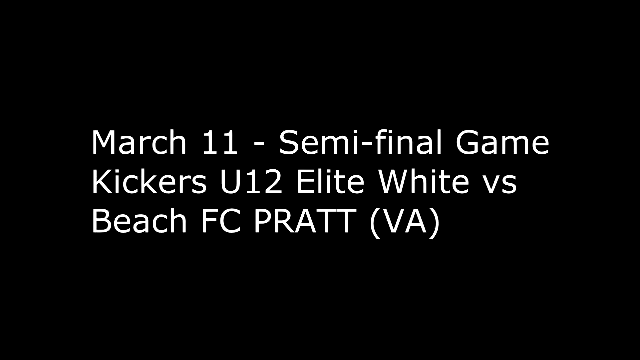 March 11 - Semi-final Game
Kickers U12 Elite White vs
Beach FC PRATT (VA)